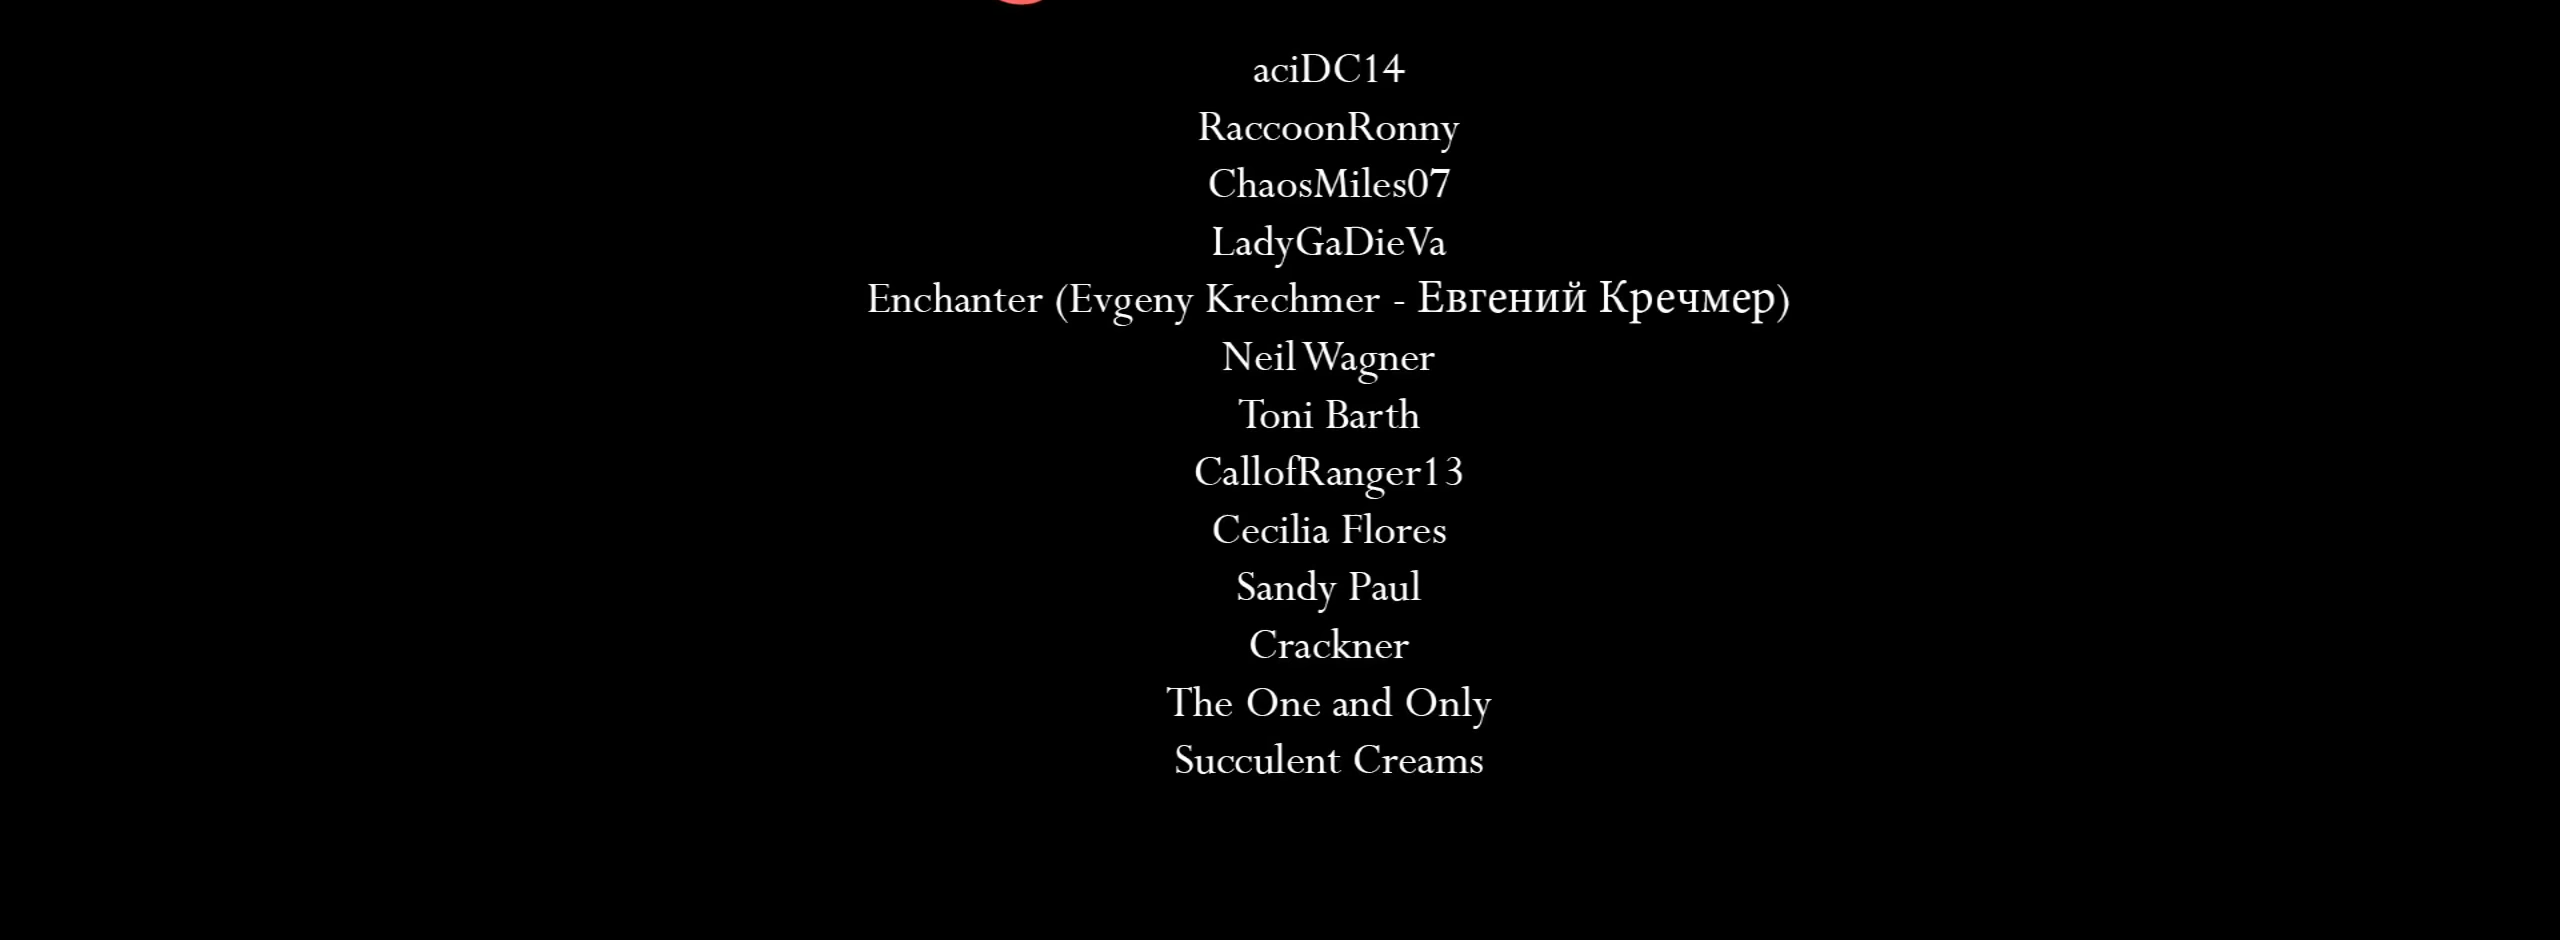 aciDC14
RaccoonRonny
ChaosMiles07
LadyGaDieVa
Enchanter (Evgeny Krechmer - Евгений Кречмер)
Neil Wagner
Toni Barth
CallofRanger13
Cecilia Flores
Sandy Paul
Crackner
The One and Only
Succulent Creams